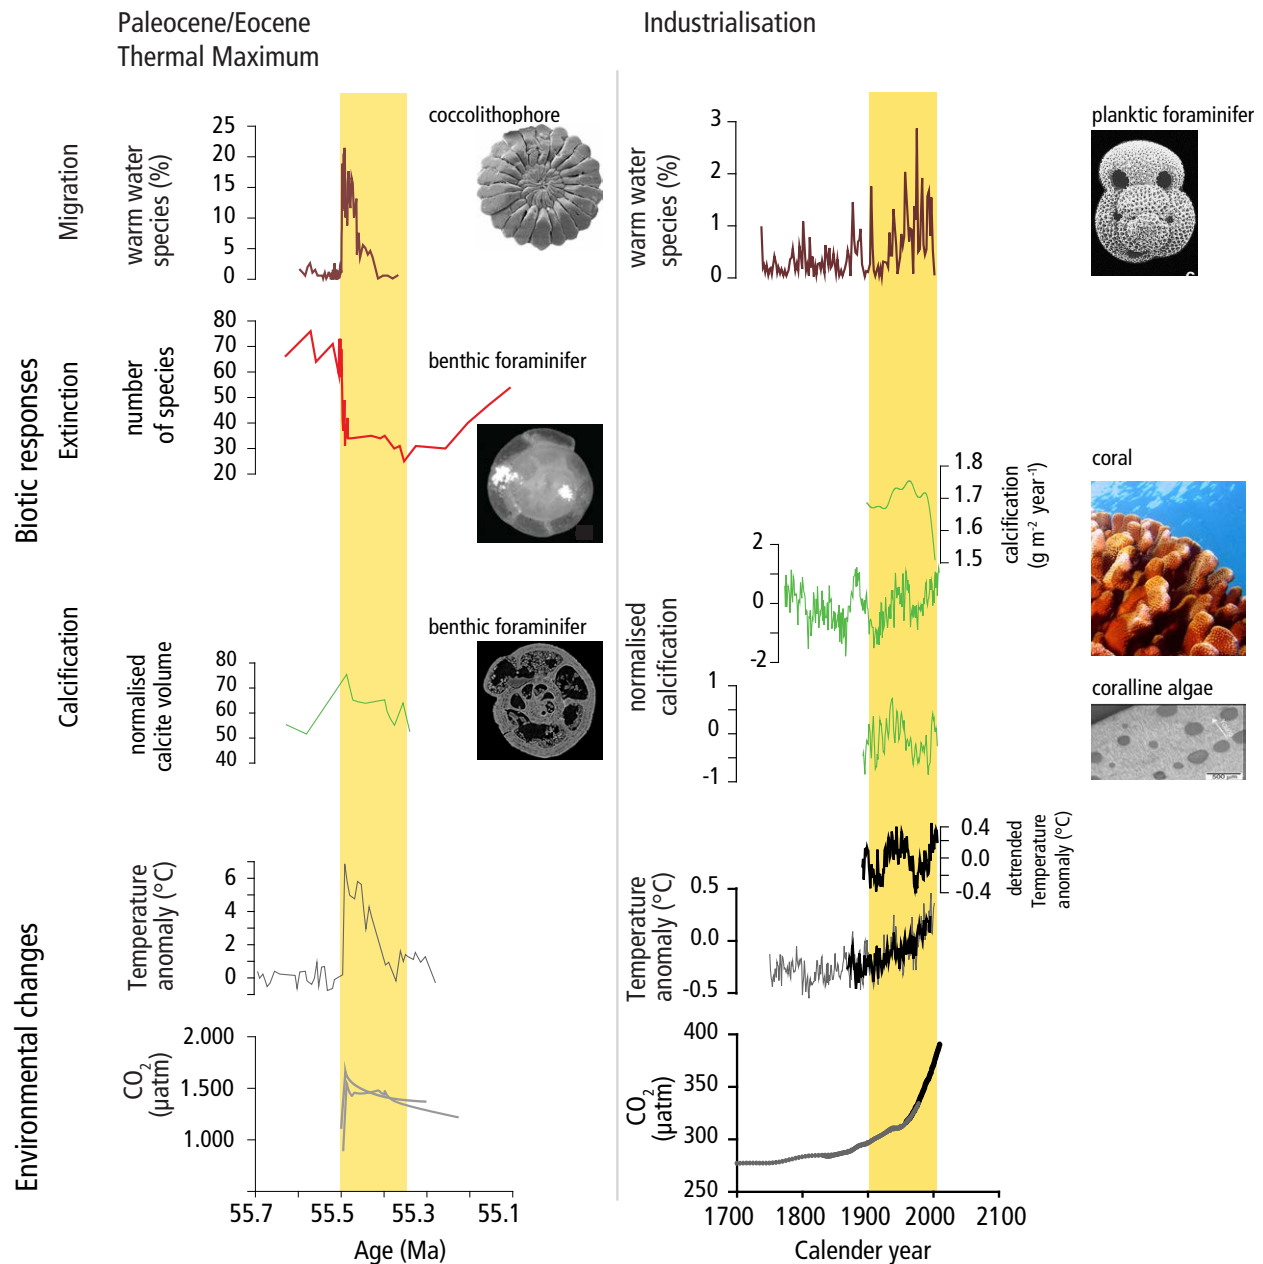 Paleocene/Eocene
Thermal Maximum
Industrialisation
Biotic responses
Environmental changes
Migration
warm water
species (%)
25
20
15
10
5
0
coccolithophore
warm water
species (%)
3
2
1
0
planktic foraminifer
Extinction
number
of species
80
70
60
50
40
30
20
benthic foraminifer
1.8
1.7
1.6
1.5
calcification
(g m⁻² year⁻¹)
coral
Calcification
normalised
calcite volume
80
70
60
50
40
benthic foraminifer
normalised
calcification
2
0
-2
1
0
-1
coralline algae
500 µm
Temperature
anomaly (°C)
6
4
2
0
0.4
0.0
-0.4
detrended
Temperature
anomaly (°C)
Temperature
anomaly (°C)
0.5
0.0
-0.5
CO₂
(µatm)
2.000
1.500
1.000
CO₂
(µatm)
400
350
300
250
55.7 55.5 55.3 55.1
Age (Ma)
1700 1800 1900 2000 2100
Calender year